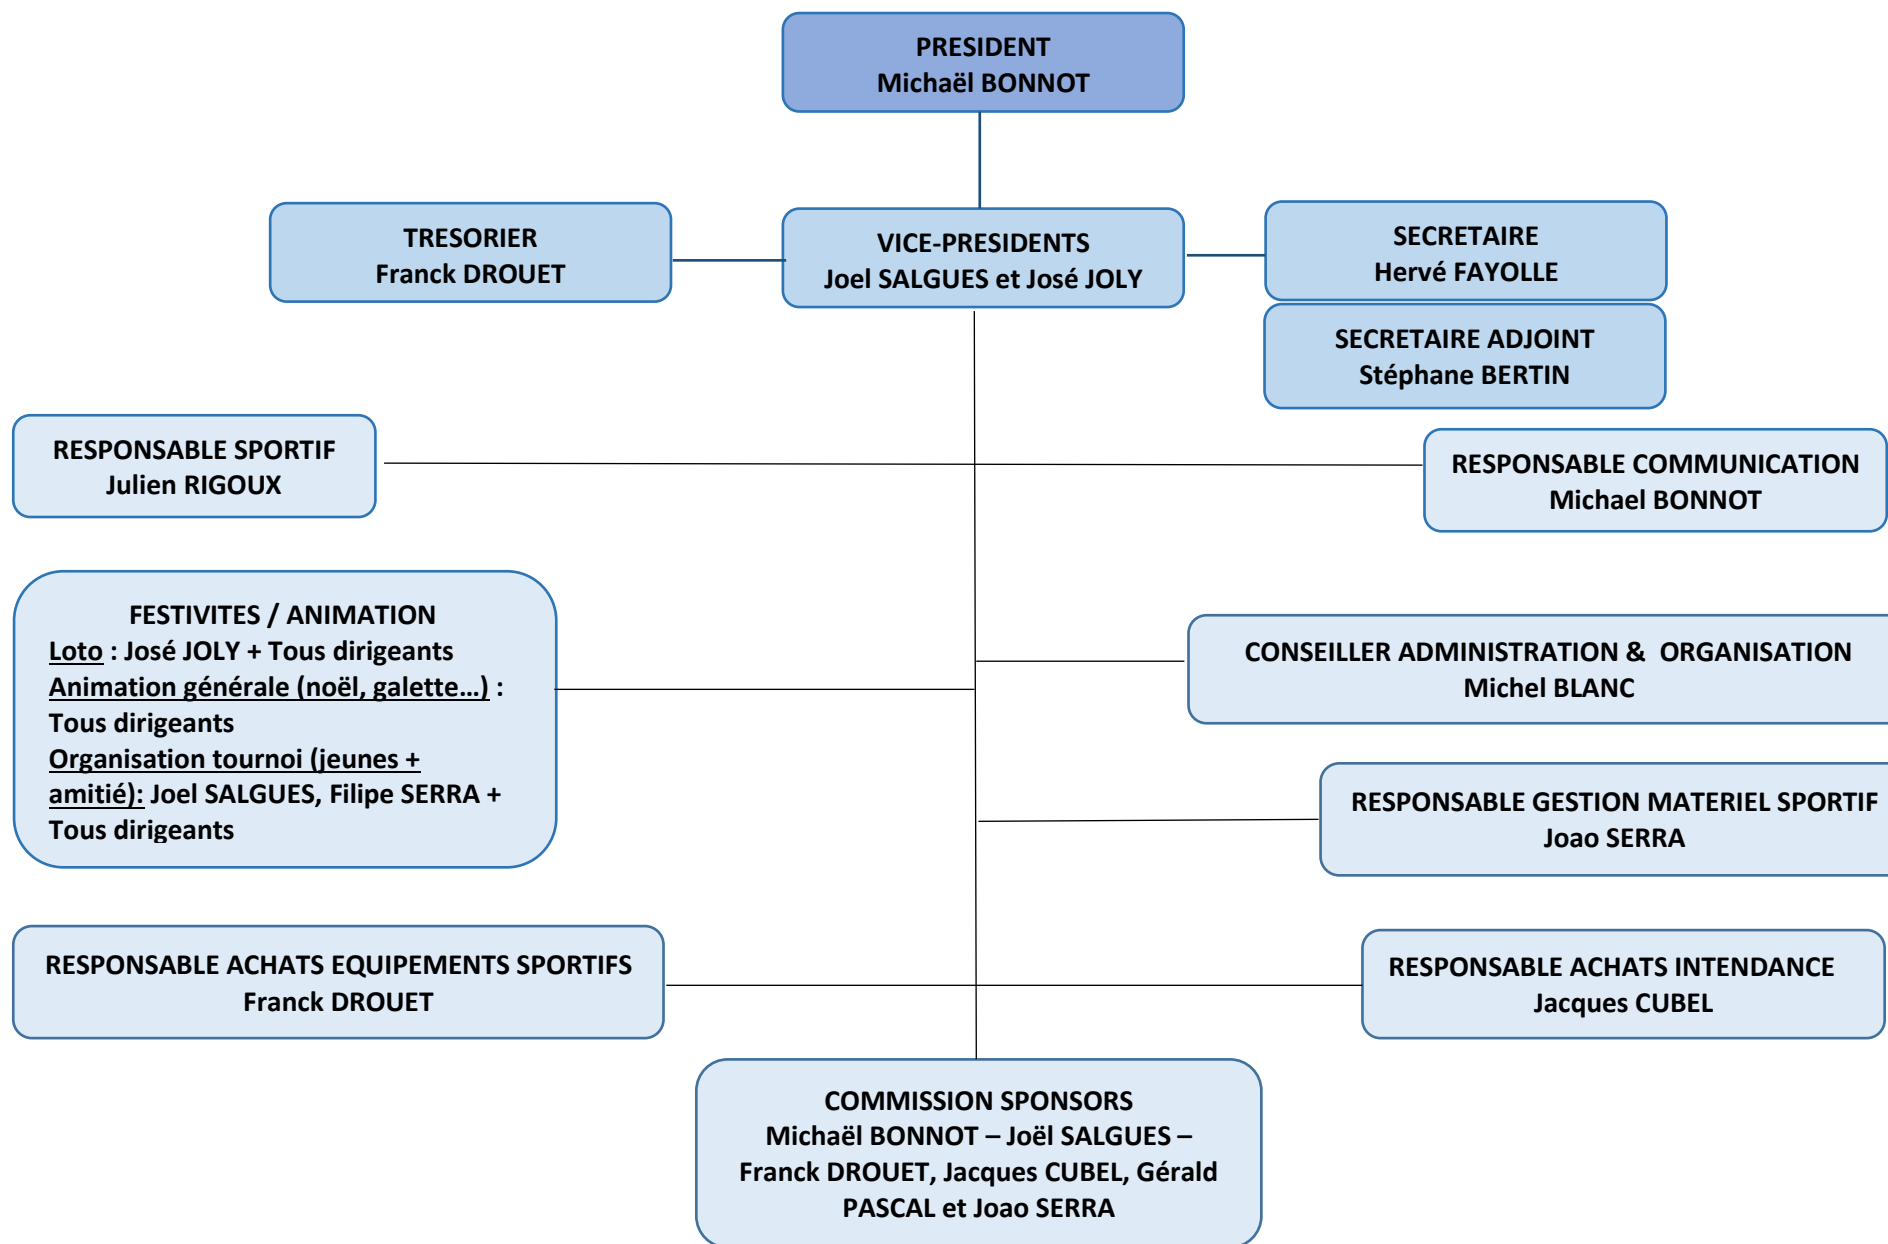 PRESIDENT
Michaël BONNOT
TRESORIER
Franck DROUET
VICE-PRESIDENTS
Joel SALGUES et José JOLY
SECRETAIRE
Hervé FAYOLLE
SECRETAIRE ADJOINT
Stéphane BERTIN
RESPONSABLE SPORTIF
Julien RIGOUX
RESPONSABLE COMMUNICATION
Michael BONNOT
FESTIVITES / ANIMATION
Loto : José JOLY + Tous dirigeants
Animation générale (noël, galette…) :
Tous dirigeants
Organisation tournoi (jeunes +
amitié): Joel SALGUES, Filipe SERRA +
Tous dirigeants
CONSEILLER ADMINISTRATION & ORGANISATION
Michel BLANC
RESPONSABLE GESTION MATERIEL SPORTIF
Joao SERRA
RESPONSABLE ACHATS EQUIPEMENTS SPORTIFS
Franck DROUET
RESPONSABLE ACHATS INTENDANCE
Jacques CUBEL
COMMISSION SPONSORS
Michaël BONNOT – Joël SALGUES –
Franck DROUET, Jacques CUBEL, Gérald
PASCAL et Joao SERRA